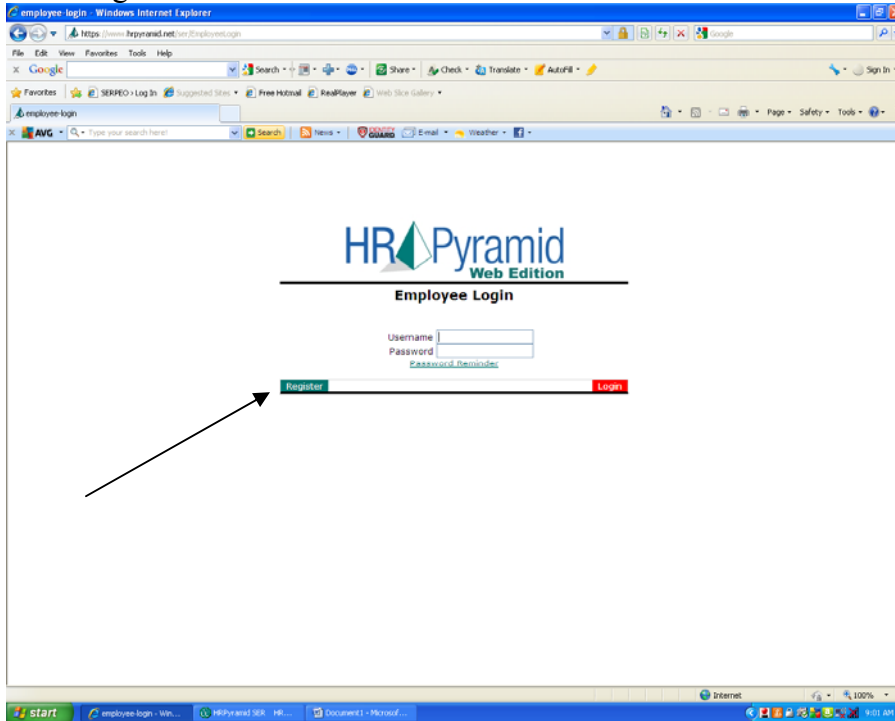 employee-login - Windows Internet Explorer
https://www.hrpyramid.net/ser/EmployeeLogin
Google
File Edit View Favorites Tools Help
x Google Search Share Check Translate AutoFill Sign In
Favorites SERPEO > Log In Suggested Sites Free Hotmail RealPlayer Web Slice Gallery
employee-login Page Safety Tools
AVG Type your search here! Search News IDENTITY GUARD E-mail Weather
HR Pyramid
Web Edition
Employee Login
Username
Password
Password Reminder
Register Login
Internet 100%
start employee-login - Win... HRPyramid SER HR... Document1 - Microsof... 9:01 AM